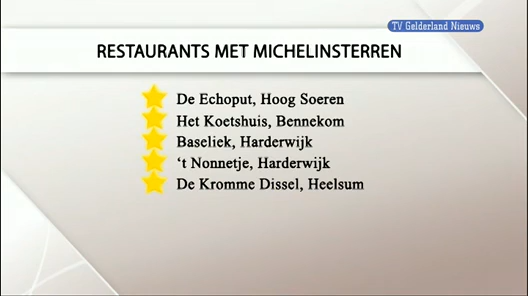 TV Gelderland Nieuws
RESTAURANTS MET MICHELINSTERREN
De Echoput, Hoog Soeren
Het Koetshuis, Bennekom
Baseliek, Harderwijk
‘t Nonnetje, Harderwijk
De Kromme Dissel, Heelsum